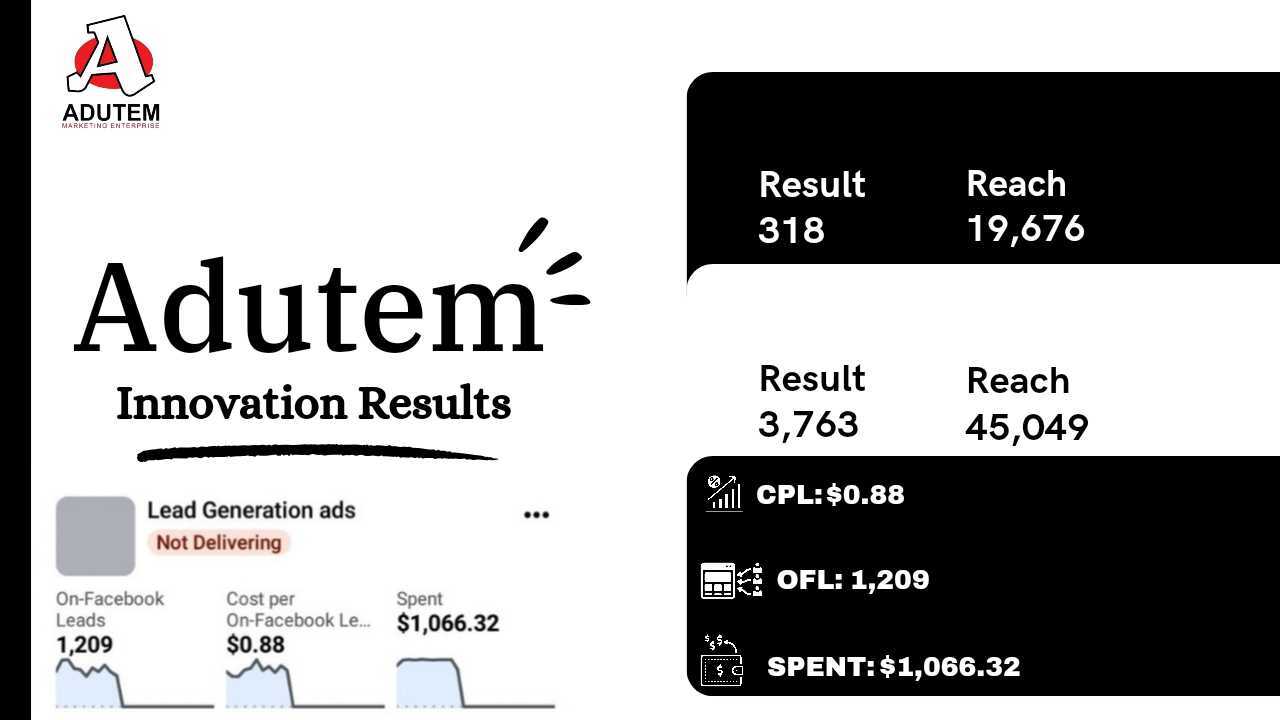 ADUTEM
MARKETING ENTERPRISE
Adutem
Innovation Results
Lead Generation ads
Not Delivering
On-Facebook Leads
1,209
Cost per
On-Facebook Le...
$0.88
Spent
$1,066.32
Result
318
Reach
19,676
Result
3,763
Reach
45,049
CPL: $0.88
OFL: 1,209
SPENT: $1,066.32